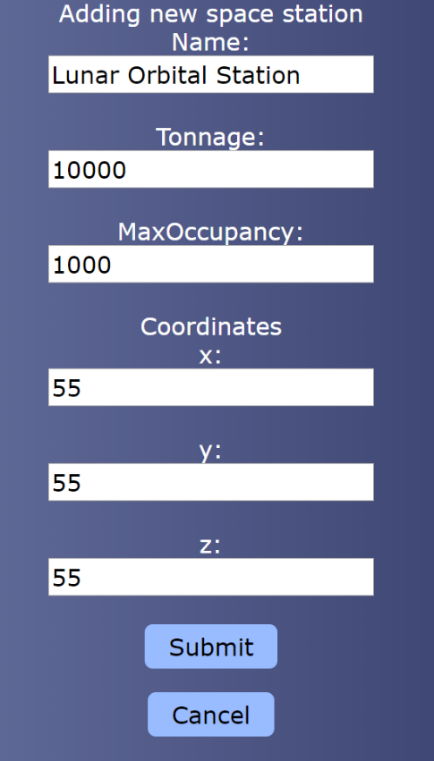 Adding new space station
Name:
Lunar Orbital Station
Tonnage:
10000
MaxOccupancy:
1000
Coordinates
x:
55
y:
55
z:
55
Submit
Cancel